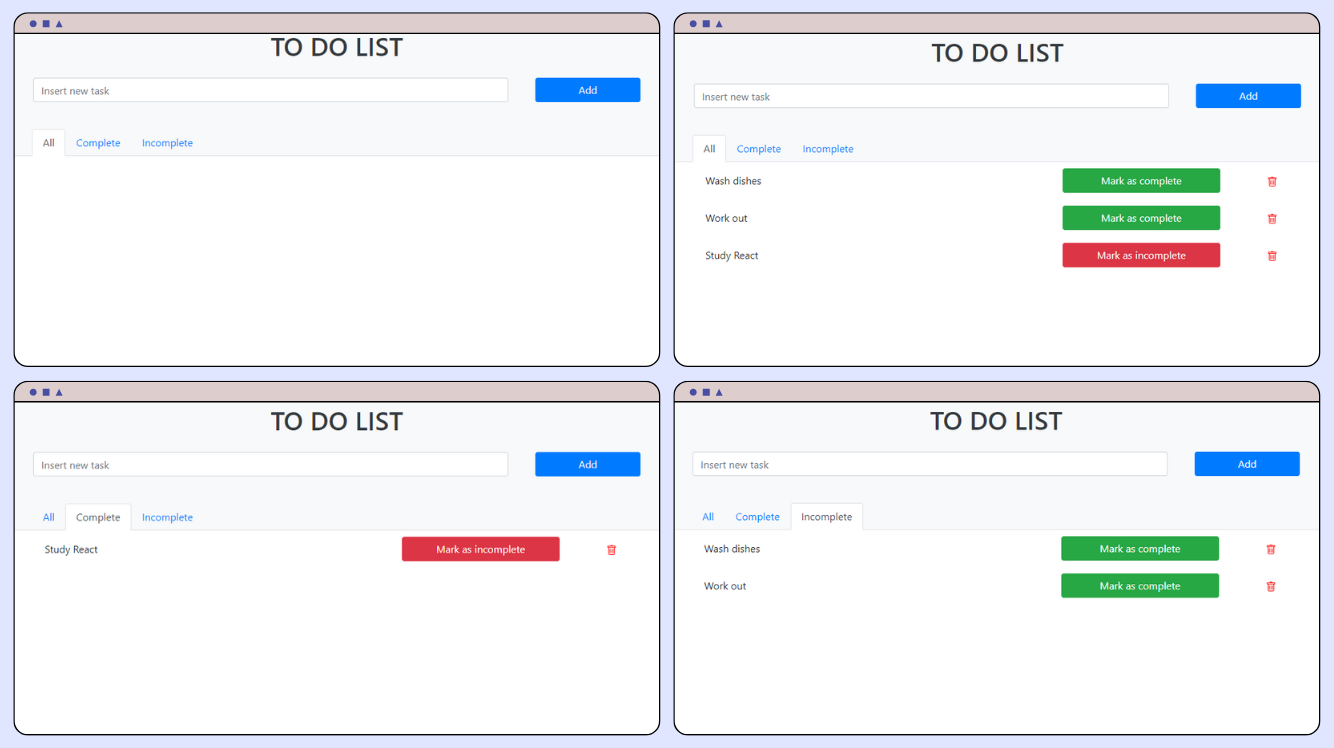 TO DO LIST
Insert new task Add
All Complete Incomplete
TO DO LIST
Insert new task Add
All Complete Incomplete
Wash dishes Mark as complete
Work out Mark as complete
Study React Mark as incomplete
TO DO LIST
Insert new task Add
All Complete Incomplete
Study React Mark as incomplete
TO DO LIST
Insert new task Add
All Complete Incomplete
Wash dishes Mark as complete
Work out Mark as complete